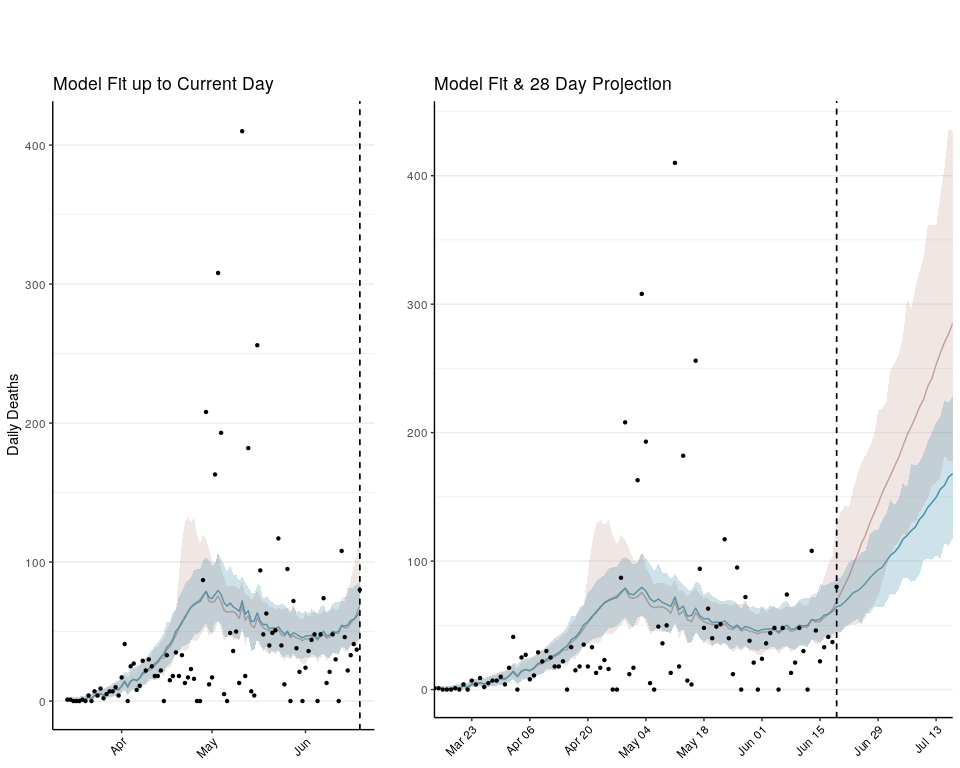 Model Fit up to Current Day
Model Fit & 28 Day Projection
Daily Deaths
400
300
200
100
0
Apr
May
Jun
400
300
200
100
0
Mar 23
Apr 06
Apr 20
May 04
May 18
Jun 01
Jun 15
Jun 29
Jul 13